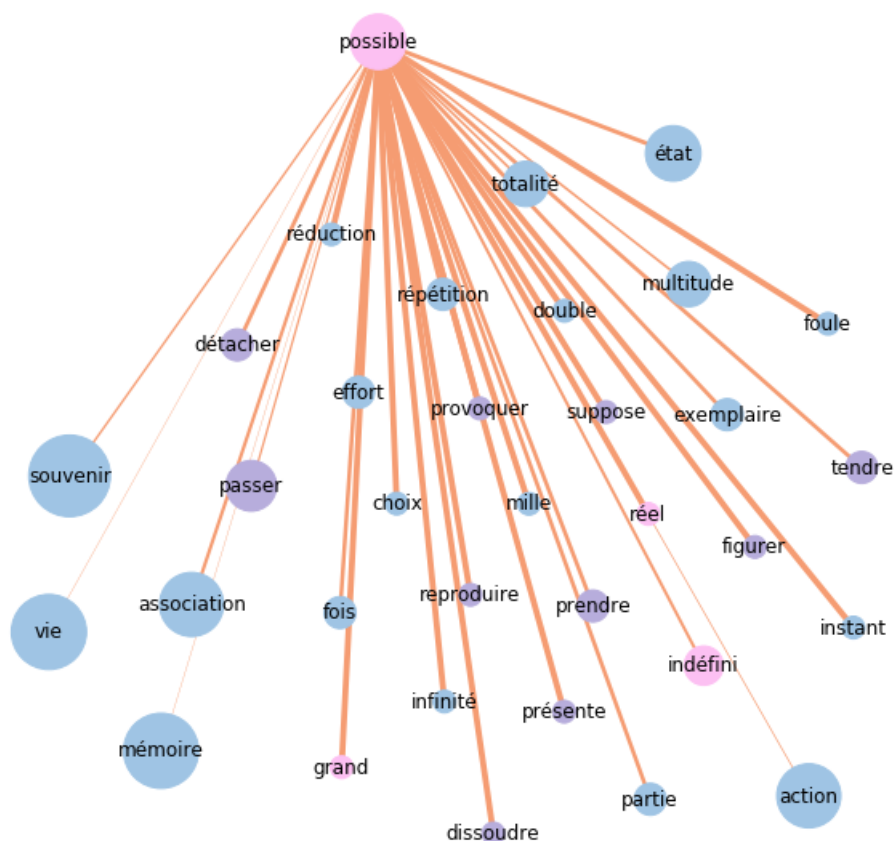 possible
état
totalité
réduction
multitude
répétition
double
foule
détacher
effort
provoquer
suppose
exemplaire
tendre
souvenir
passer
choix
mille
réel
figurer
reproduire
association
fois
prendre
instant
vie
indéfini
infinité
présente
mémoire
grand
partie
action
dissoudre